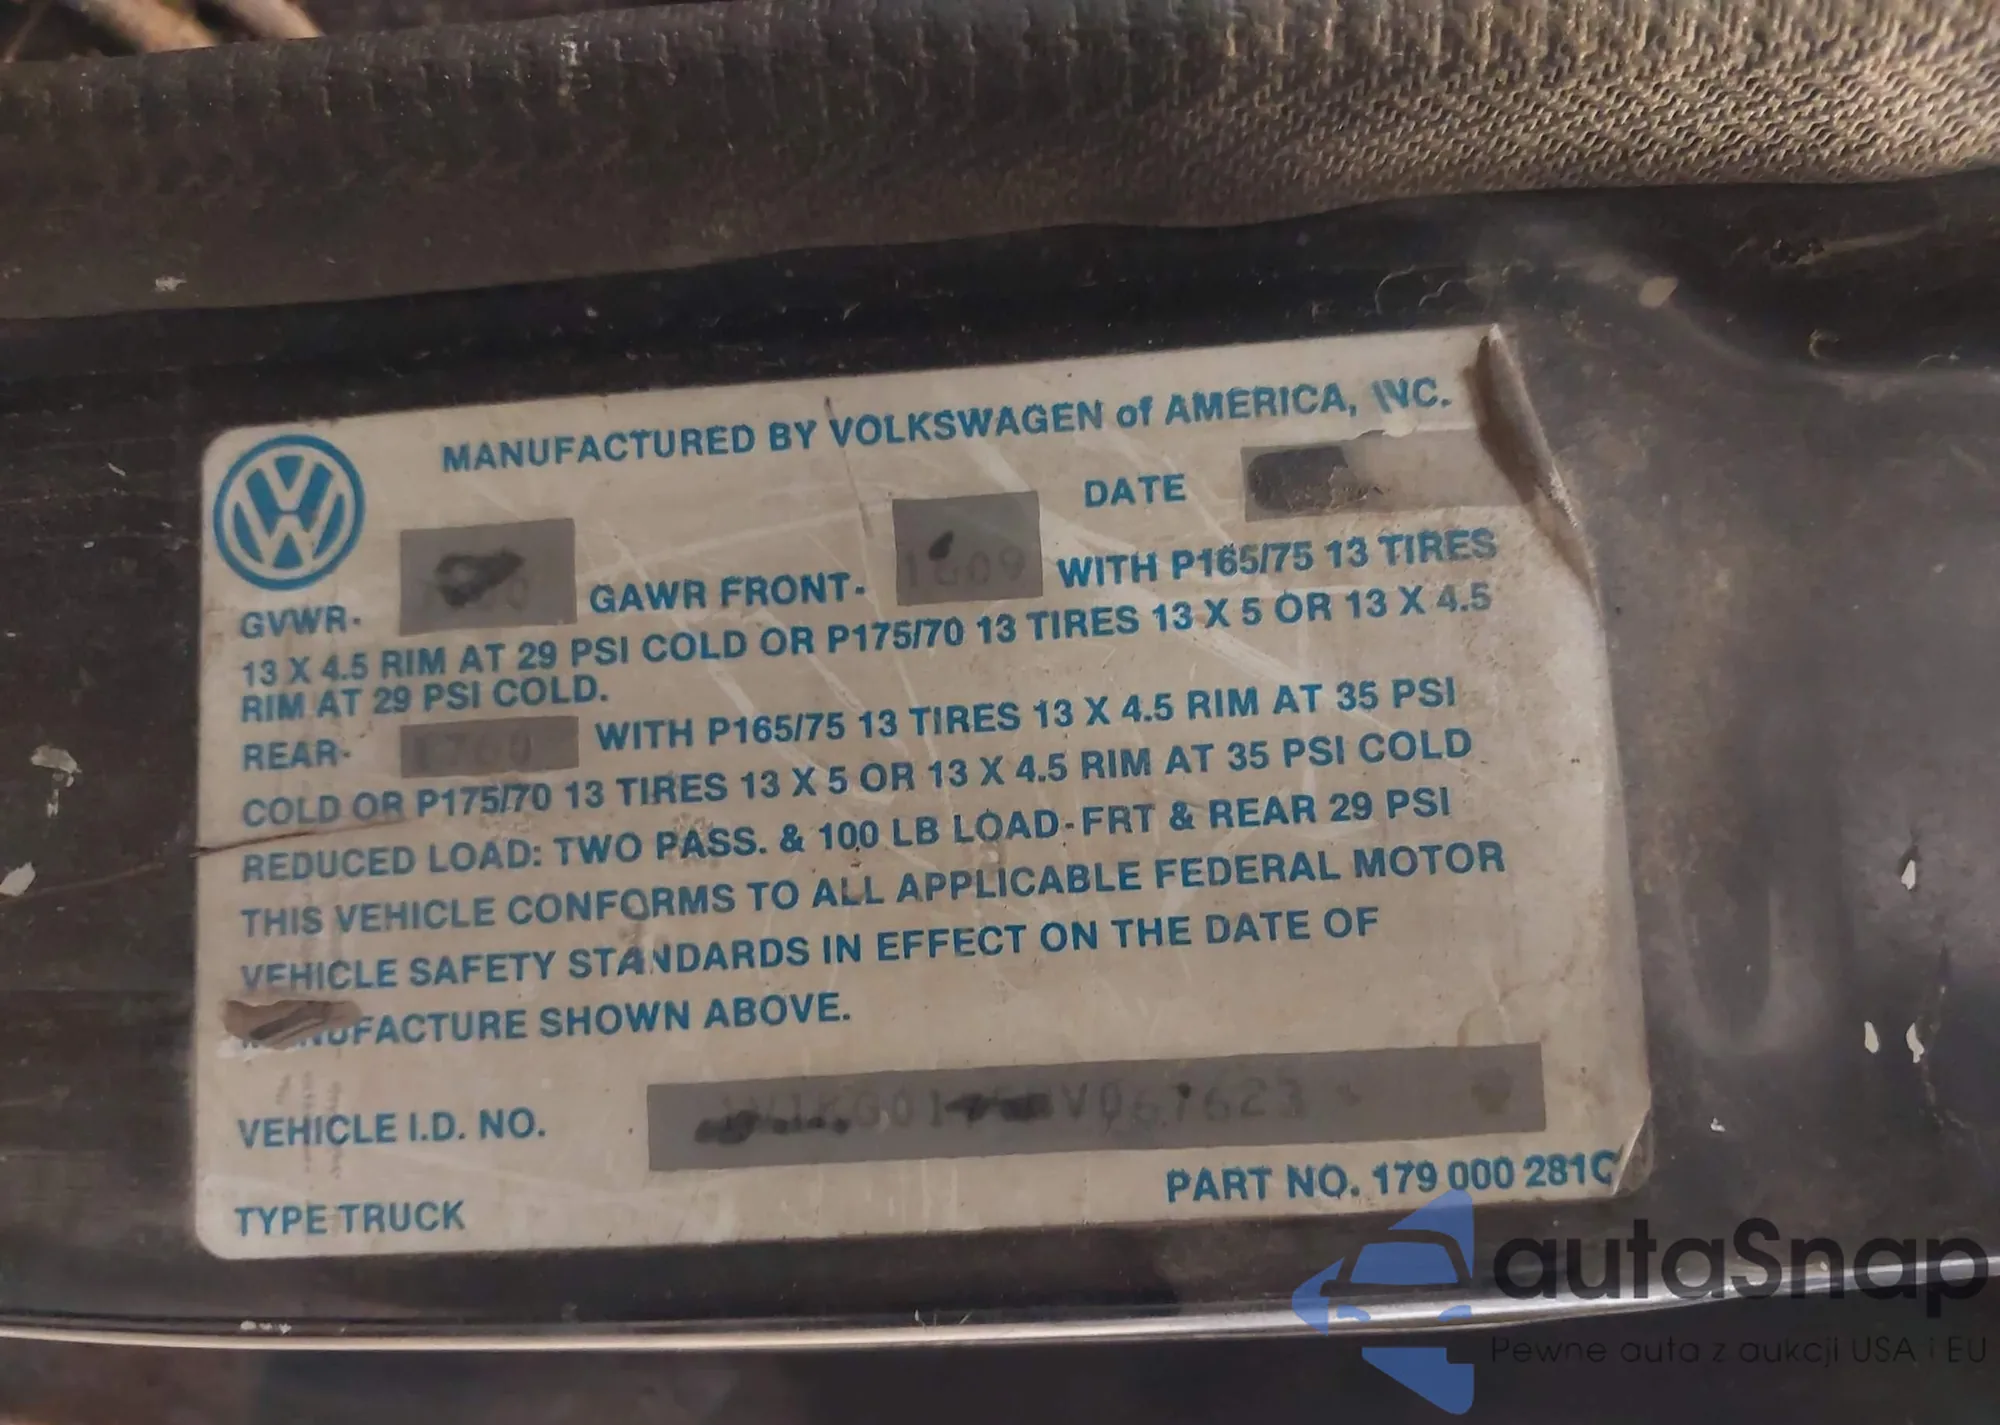 MANUFACTURED BY VOLKSWAGEN of AMERICA, INC.
DATE
GVWR- GAWR FRONT- 1609 WITH P165/75 13 TIRES
13 X 4.5 RIM AT 29 PSI COLD OR P175/70 13 TIRES 13 X 5 OR 13 X 4.5
RIM AT 29 PSI COLD.
REAR- WITH P165/75 13 TIRES 13 X 4.5 RIM AT 35 PSI
COLD OR P175/70 13 TIRES 13 X 5 OR 13 X 4.5 RIM AT 35 PSI COLD
REDUCED LOAD: TWO PASS. & 100 LB LOAD-FRT & REAR 29 PSI
THIS VEHICLE CONFORMS TO ALL APPLICABLE FEDERAL MOTOR
VEHICLE SAFETY STANDARDS IN EFFECT ON THE DATE OF
MANUFACTURE SHOWN ABOVE.
VEHICLE I.D. NO.
PART NO. 179 000 281C
TYPE TRUCK
autaSnap
Pewne auta z aukcji USA i EU